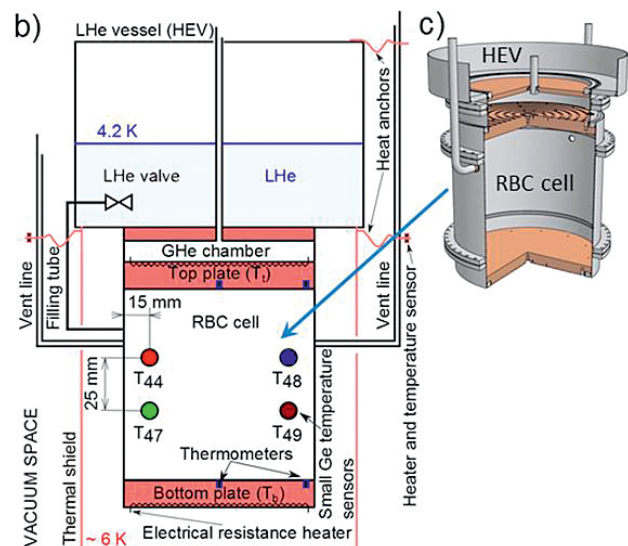 b)
LHe vessel (HEV)
4.2 K
LHe valve
LHe
Heat anchors
GHe chamber
Top plate (Tt)
15 mm
RBC cell
Vent line
Filling tube
Vent line
Heater and temperature sensor
T44
T48
25 mm
T47
T49
Small Ge temperature
sensors
Thermometers
Bottom plate (Tb)
VACUUM SPACE
Thermal shield
~ 6 K
Electrical resistance heater
c)
HEV
RBC cell